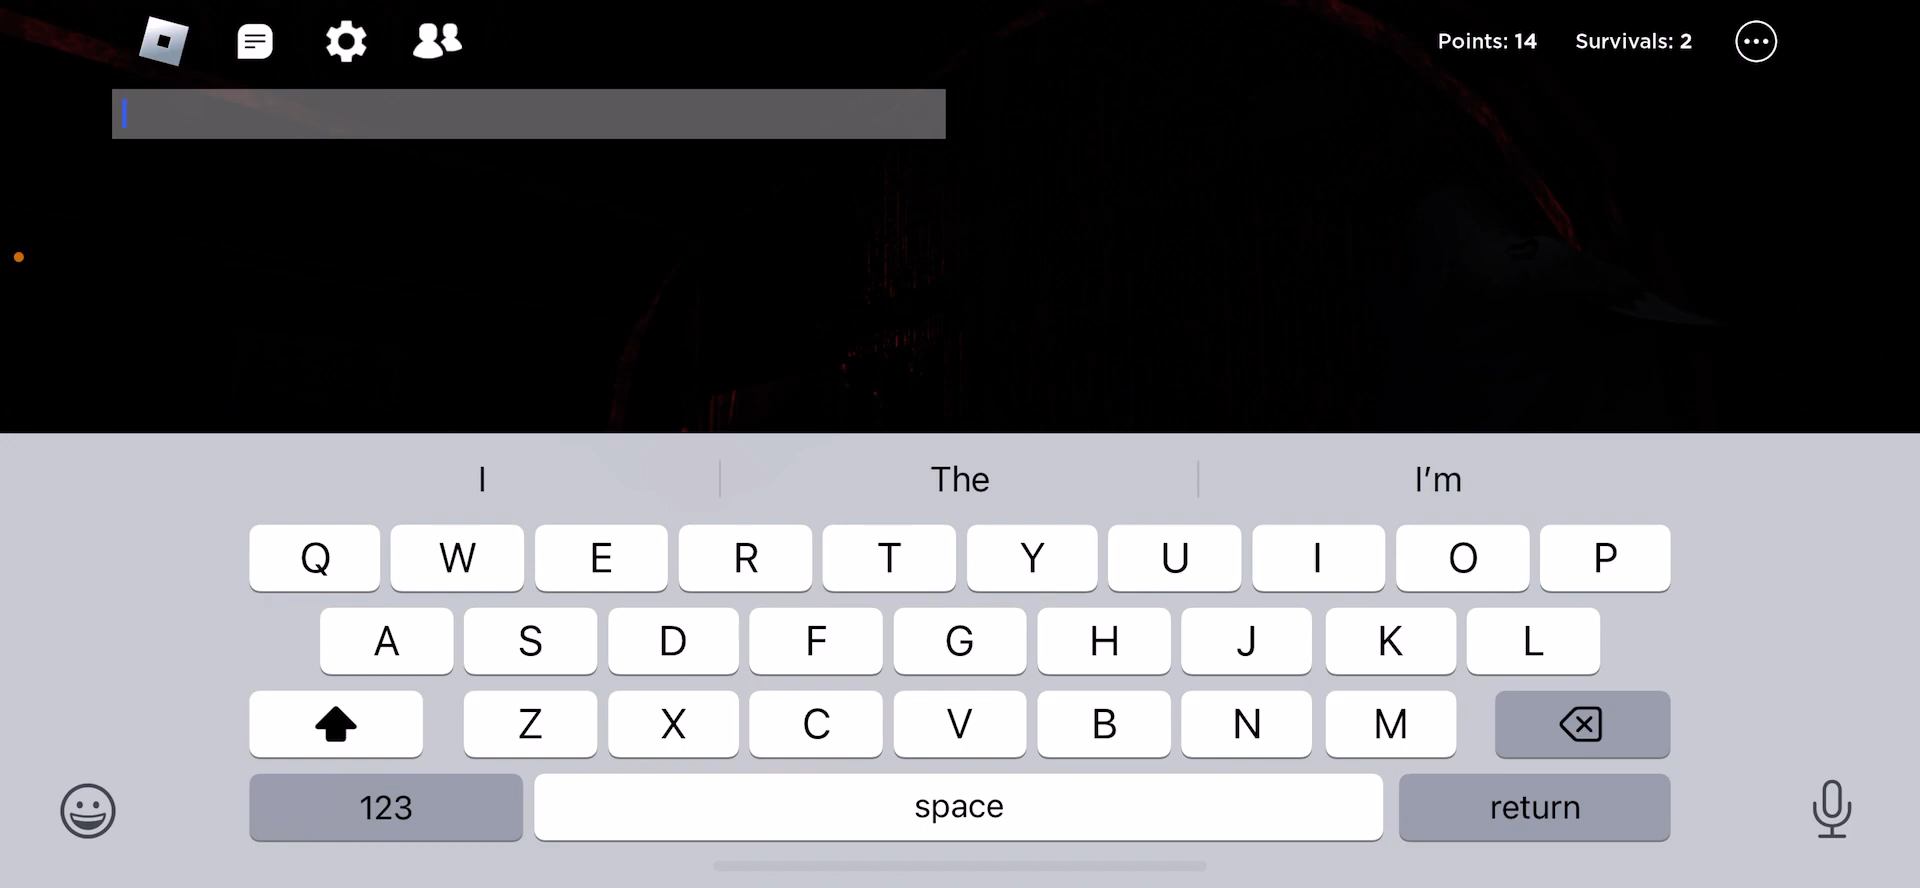 Points: 14 Survivals: 2
I The I'm
Q W E R T Y U I O P
A S D F G H J K L
Z X C V B N M
123 space return